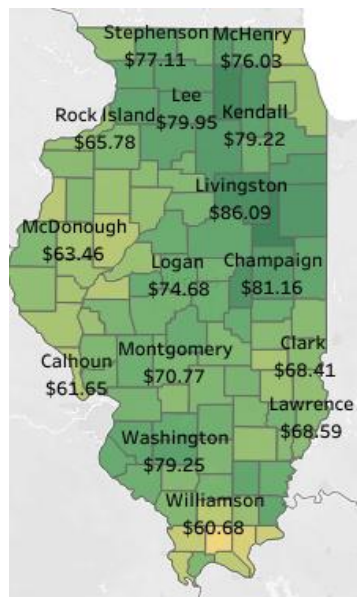 Stephenson
$77.11
McHenry
$76.03
Lee
$79.95
Rock Island
$65.78
Kendall
$79.22
Livingston
$86.09
McDonough
$63.46
Logan
$74.68
Champaign
$81.16
Calhoun
$61.65
Montgomery
$70.77
Clark
$68.41
Lawrence
$68.59
Washington
$79.25
Williamson
$60.68